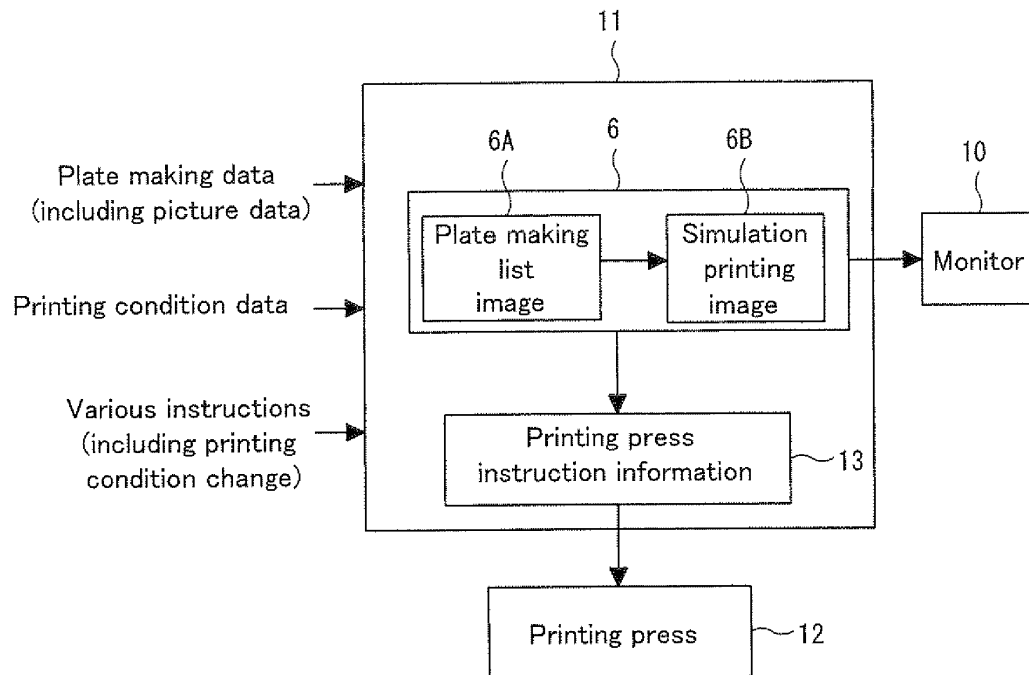 11
6
6A
6B
10
Plate making data
(including picture data)
Plate making
list
image
Simulation
printing
image
Monitor
Printing condition data
Various instructions
(including printing
condition change)
Printing press
instruction information
13
Printing press
12